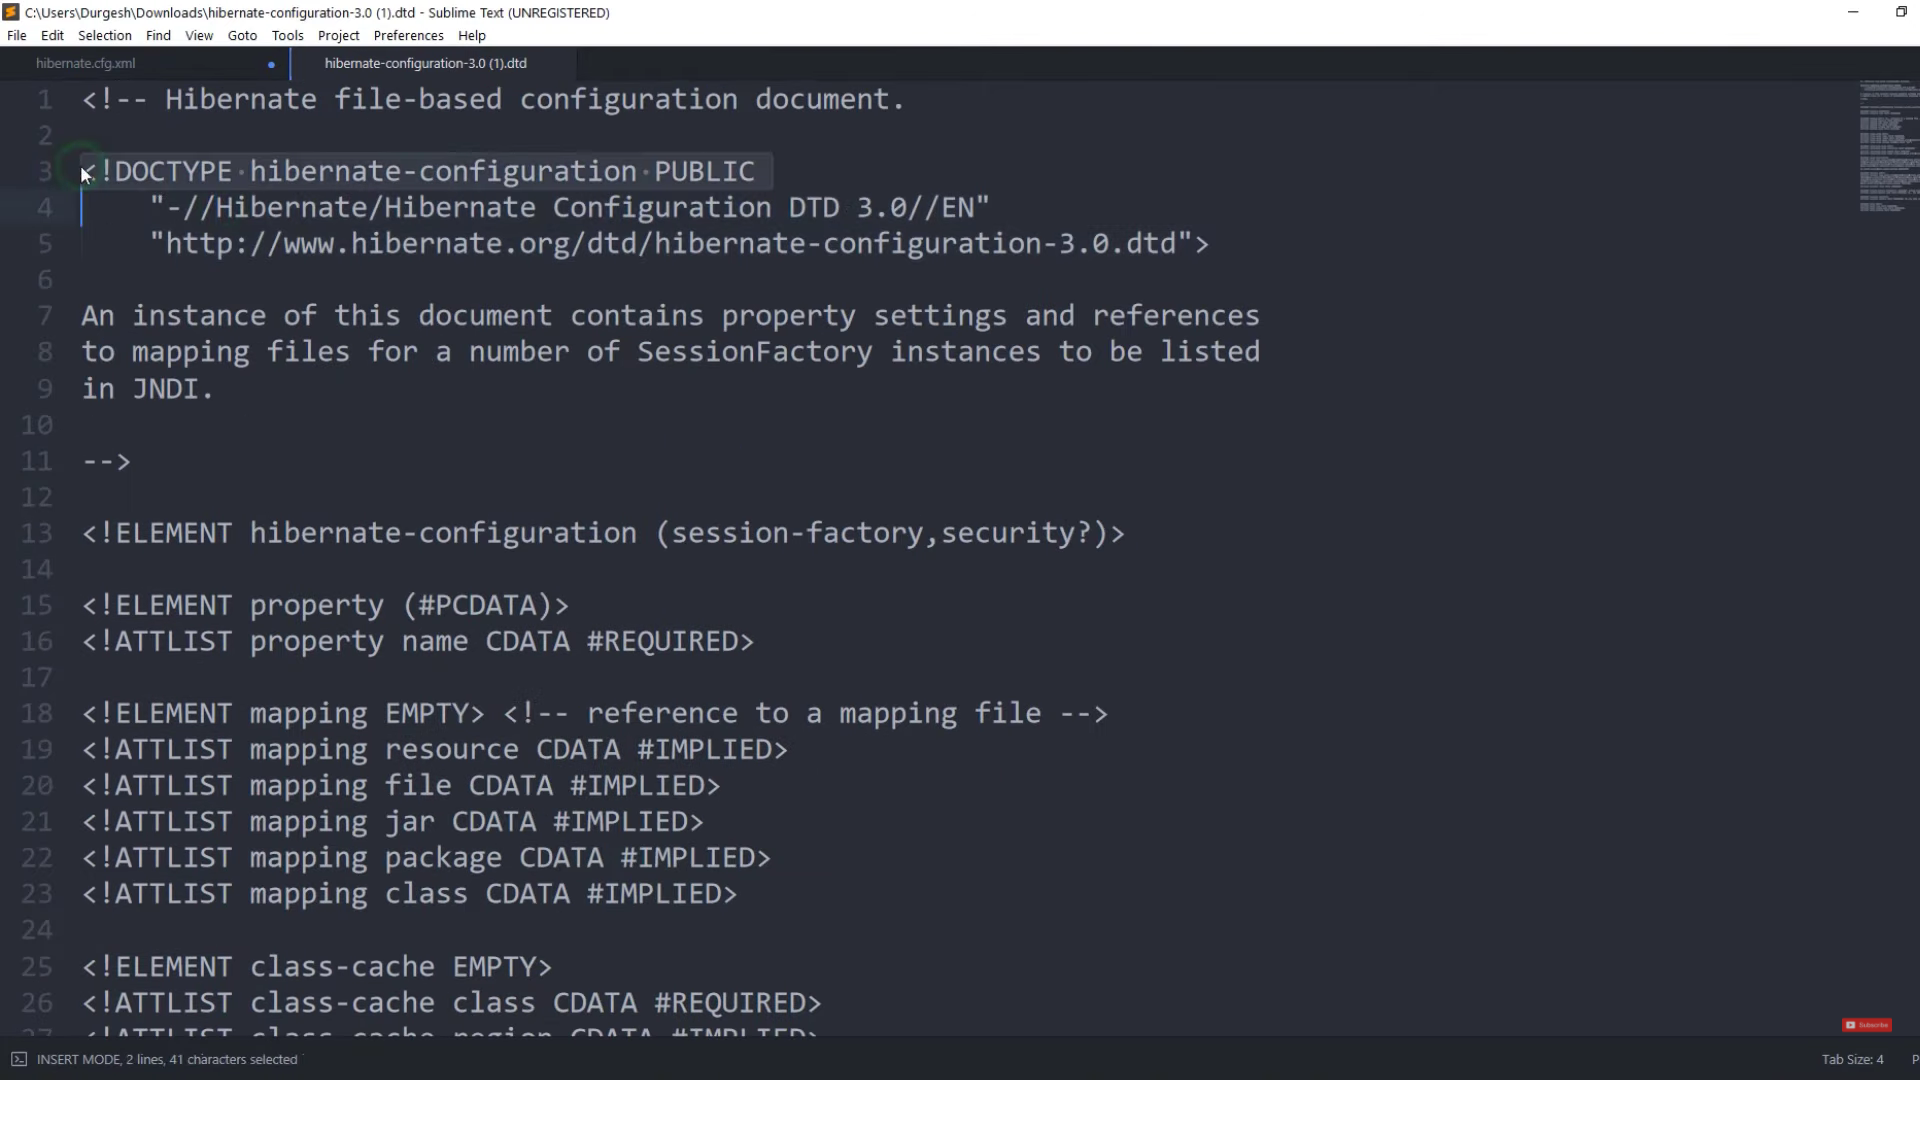 C:\Users\Durgesh\Downloads\hibernate-configuration-3.0 (1).dtd - Sublime Text (UNREGISTERED)
File Edit Selection Find View Goto Tools Project Preferences Help
hibernate.cfg.xml hibernate-configuration-3.0 (1).dtd
1 <!-- Hibernate file-based configuration document.
2
3 <!DOCTYPE hibernate-configuration PUBLIC
4 "-//Hibernate/Hibernate Configuration DTD 3.0//EN"
5 "http://www.hibernate.org/dtd/hibernate-configuration-3.0.dtd">
6
7 An instance of this document contains property settings and references
8 to mapping files for a number of SessionFactory instances to be listed
9 in JNDI.
10
11 -->
12
13 <!ELEMENT hibernate-configuration (session-factory,security?)>
14
15 <!ELEMENT property (#PCDATA)>
16 <!ATTLIST property name CDATA #REQUIRED>
17
18 <!ELEMENT mapping EMPTY> <!-- reference to a mapping file -->
19 <!ATTLIST mapping resource CDATA #IMPLIED>
20 <!ATTLIST mapping file CDATA #IMPLIED>
21 <!ATTLIST mapping jar CDATA #IMPLIED>
22 <!ATTLIST mapping package CDATA #IMPLIED>
23 <!ATTLIST mapping class CDATA #IMPLIED>
24
25 <!ELEMENT class-cache EMPTY>
26 <!ATTLIST class-cache class CDATA #REQUIRED>
27 <!ATTLIST class-cache region CDATA #IMPLIED>
Subscribe
INSERT MODE, 2 lines, 41 characters selected Tab Size: 4